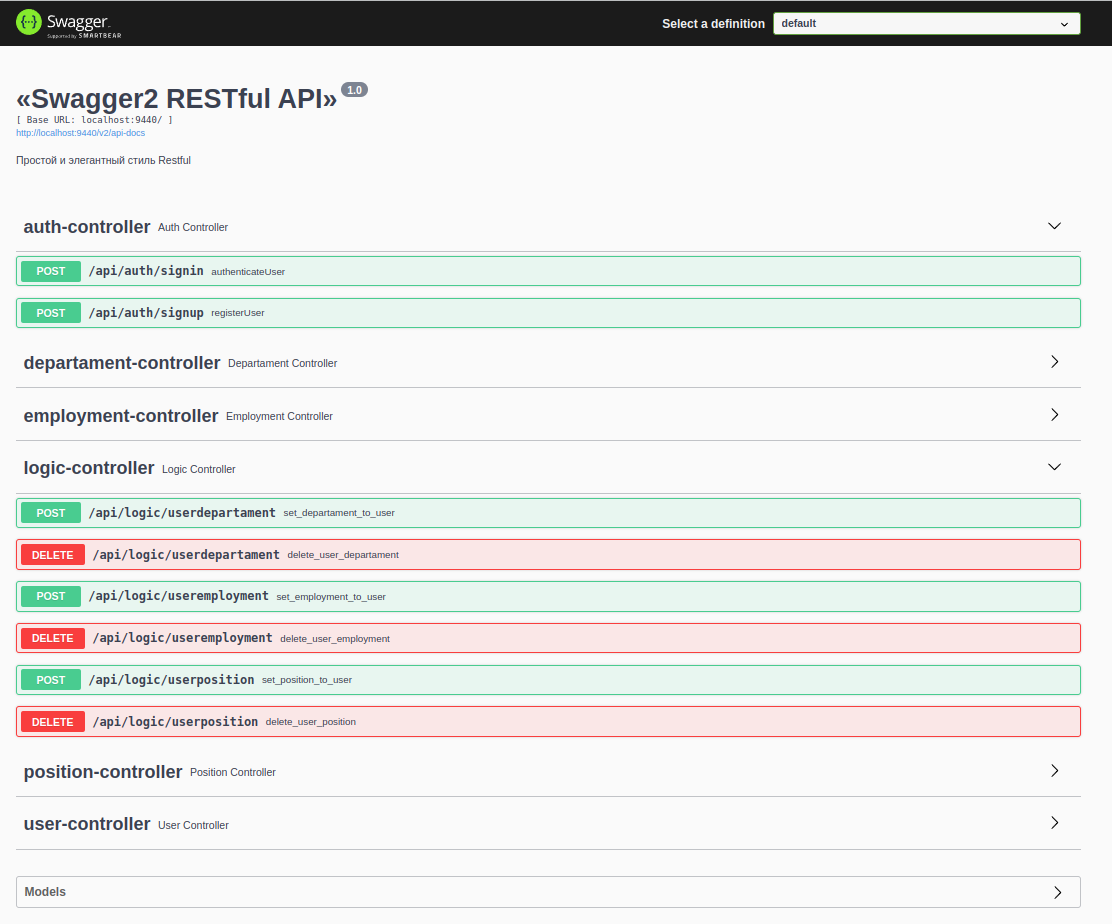 Swagger.
Supported by SMARTBEAR
Select a definition default
«Swagger2 RESTful API» 1.0
[ Base URL: localhost:9440/ ]
http://localhost:9440/v2/api-docs
Простой и элегантный стиль Restful
auth-controller Auth Controller
POST /api/auth/signin authenticateUser
POST /api/auth/signup registerUser
departament-controller Departament Controller
employment-controller Employment Controller
logic-controller Logic Controller
POST /api/logic/userdepartament set_departament_to_user
DELETE /api/logic/userdepartament delete_user_departament
POST /api/logic/useremployment set_employment_to_user
DELETE /api/logic/useremployment delete_user_employment
POST /api/logic/userposition set_position_to_user
DELETE /api/logic/userposition delete_user_position
position-controller Position Controller
user-controller User Controller
Models